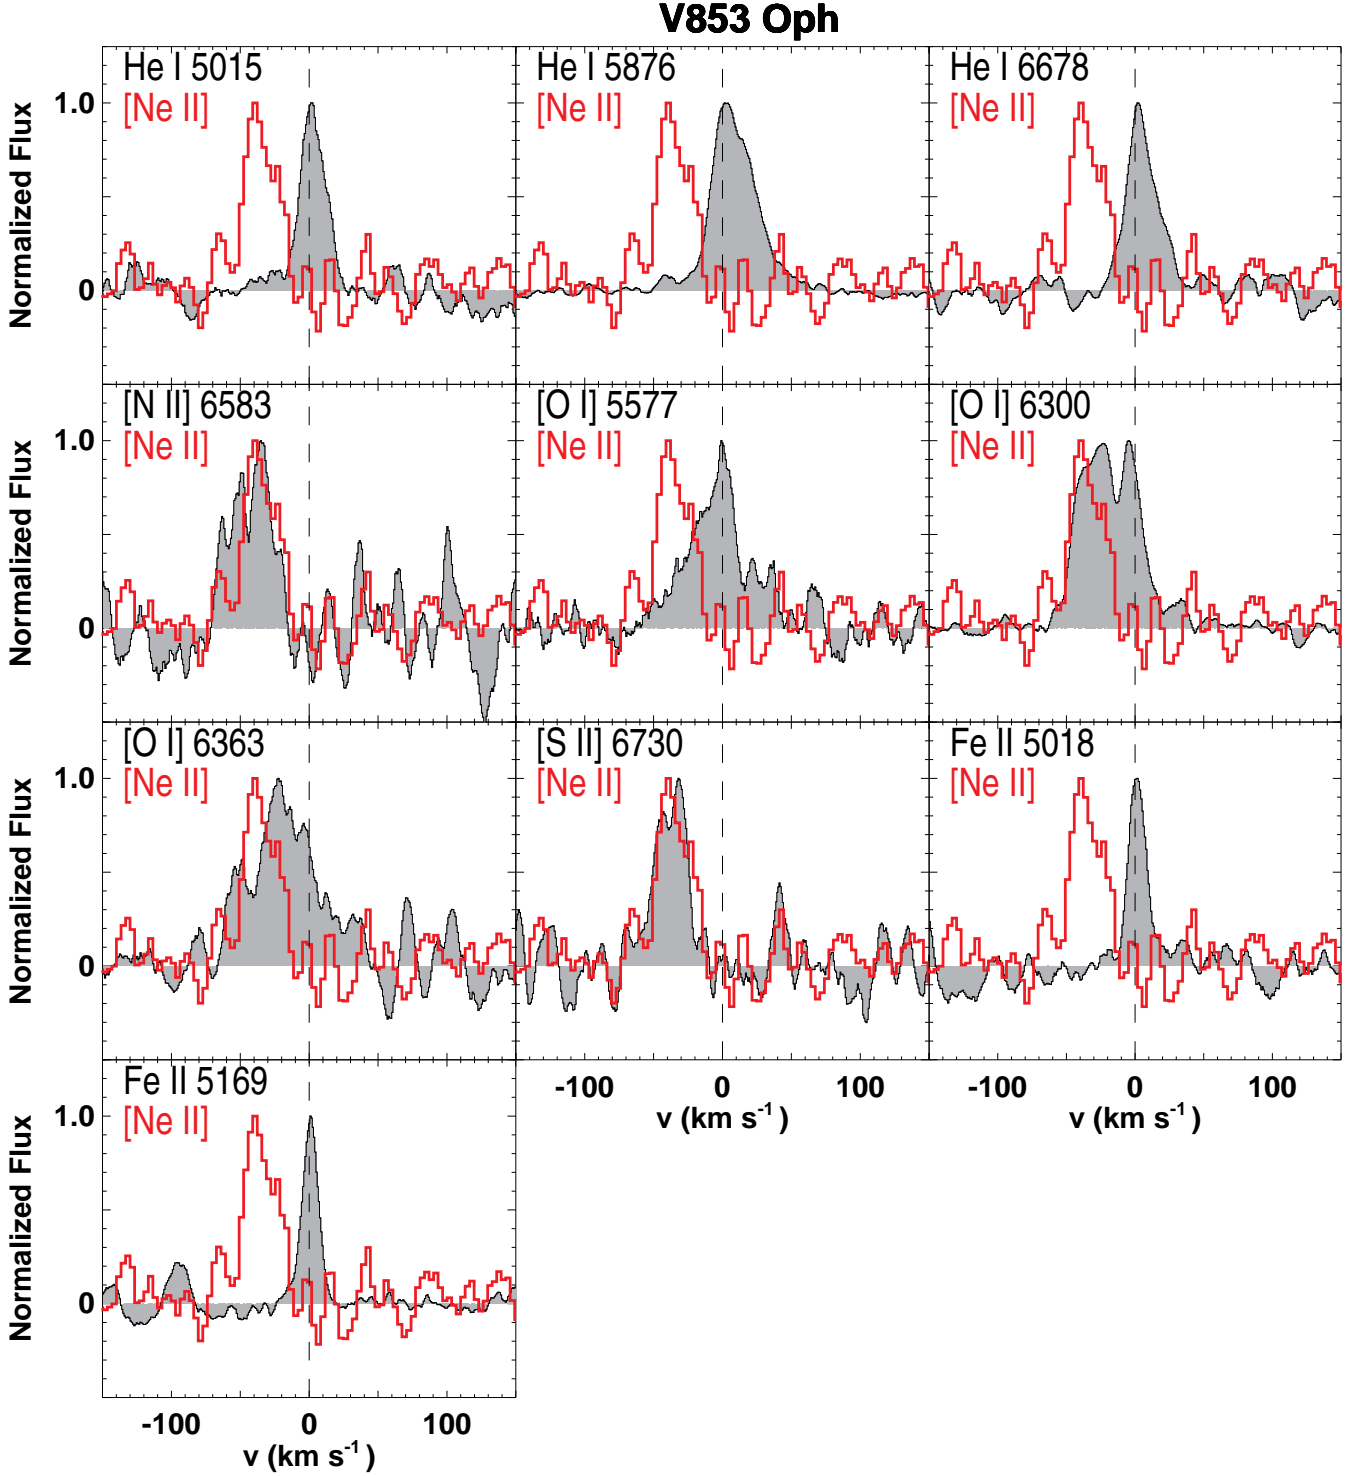 V853 Oph
He I 5015
[Ne II]
He I 5876
[Ne II]
He I 6678
[Ne II]
Normalized Flux
1.0
0
[N II] 6583
[Ne II]
[O I] 5577
[Ne II]
[O I] 6300
[Ne II]
Normalized Flux
1.0
0
[O I] 6363
[Ne II]
[S II] 6730
[Ne II]
Fe II 5018
[Ne II]
Normalized Flux
1.0
0
-100 0 100
v (km s⁻¹)
-100 0 100
v (km s⁻¹)
Fe II 5169
[Ne II]
Normalized Flux
1.0
0
-100 0 100
v (km s⁻¹)